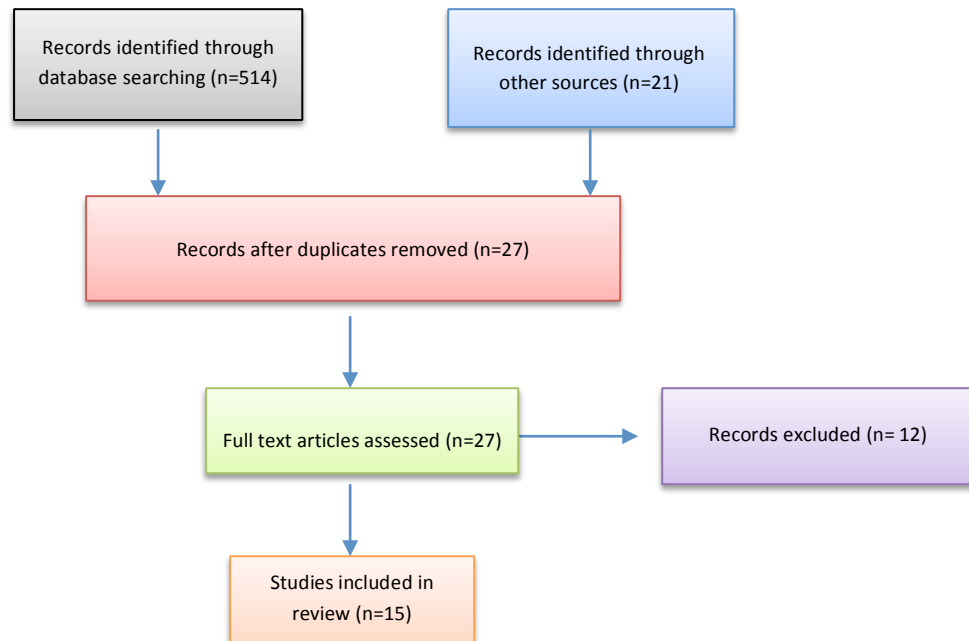 Records identified through
database searching (n=514)
Records identified through
other sources (n=21)
Records after duplicates removed (n=27)
Full text articles assessed (n=27)
Records excluded (n= 12)
Studies included in
review (n=15)